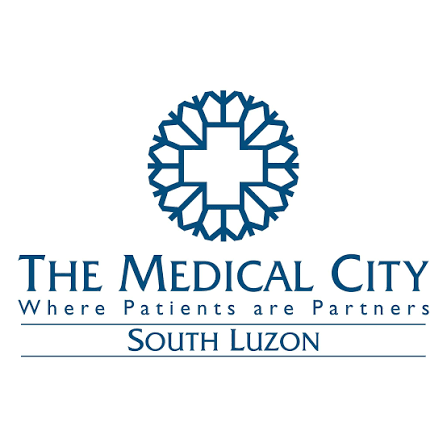 THE MEDICAL CITY
Where Patients are Partners
SOUTH LUZON